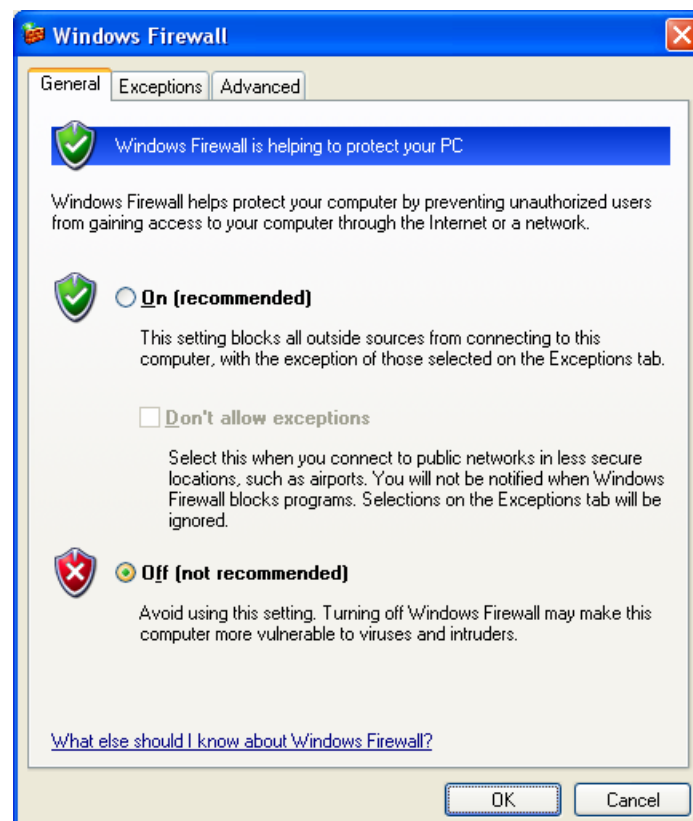 Windows Firewall
General Exceptions Advanced
Windows Firewall is helping to protect your PC
Windows Firewall helps protect your computer by preventing unauthorized users
from gaining access to your computer through the Internet or a network.
On (recommended)
This setting blocks all outside sources from connecting to this
computer, with the exception of those selected on the Exceptions tab.
Don't allow exceptions
Select this when you connect to public networks in less secure
locations, such as airports. You will not be notified when Windows
Firewall blocks programs. Selections on the Exceptions tab will be
ignored.
Off (not recommended)
Avoid using this setting. Turning off Windows Firewall may make this
computer more vulnerable to viruses and intruders.
What else should I know about Windows Firewall?
OK Cancel